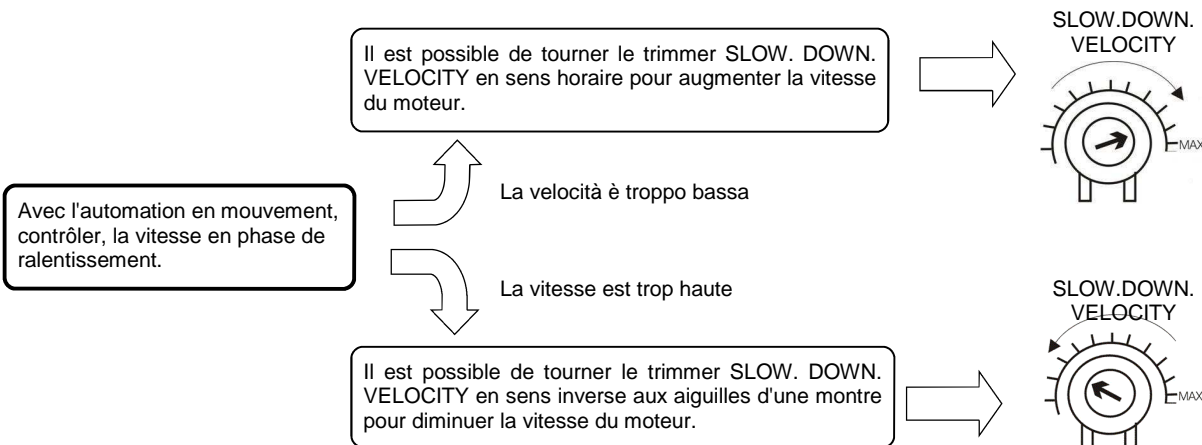 SLOW.DOWN.
VELOCITY
Il est possible de tourner le trimmer SLOW. DOWN.
VELOCITY en sens horaire pour augmenter la vitesse
du moteur.
MAX
La velocità è troppo bassa
Avec l'automation en mouvement,
contrôler, la vitesse en phase de
ralentissement.
La vitesse est trop haute
SLOW.DOWN.
VELOCITY
Il est possible de tourner le trimmer SLOW. DOWN.
VELOCITY en sens inverse aux aiguilles d'une montre
pour diminuer la vitesse du moteur.
MAX